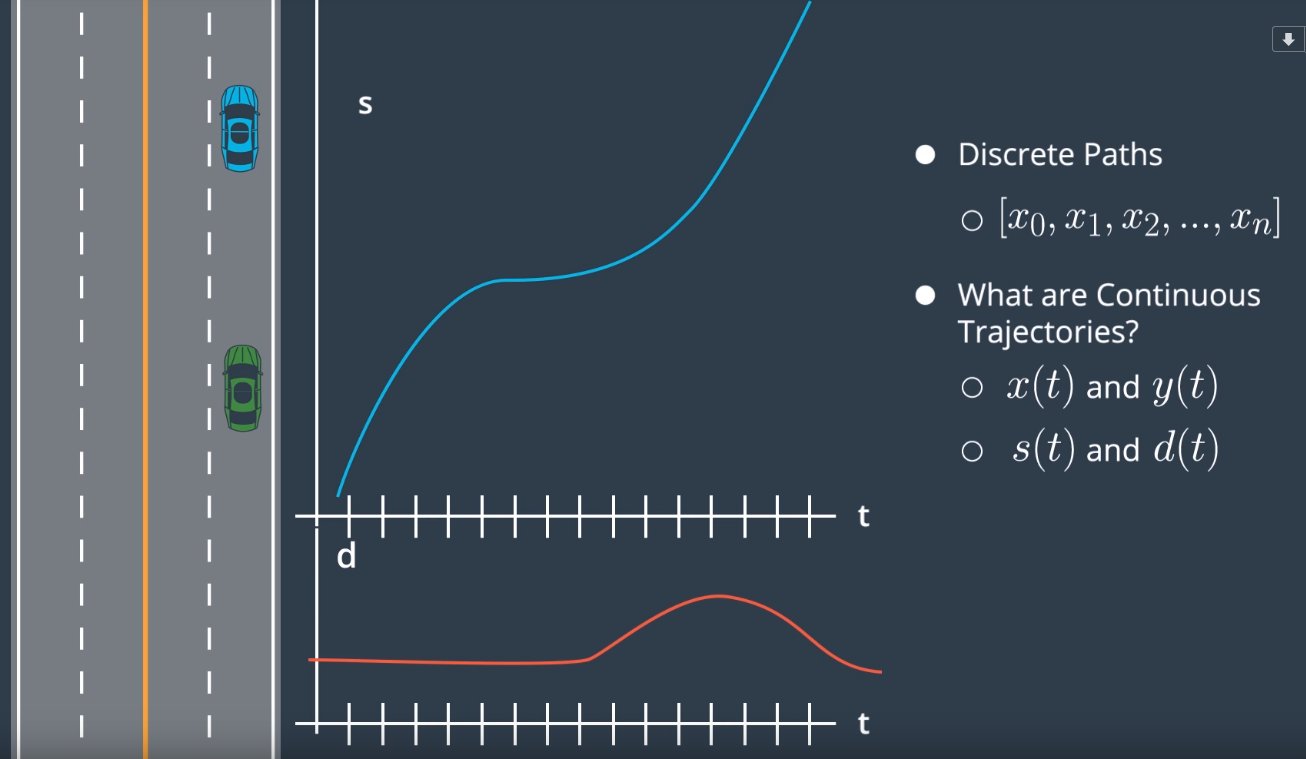 s
t
d
t
Discrete Paths
[x₀, x₁, x₂, ..., xₙ]
What are Continuous
Trajectories?
x(t) and y(t)
s(t) and d(t)